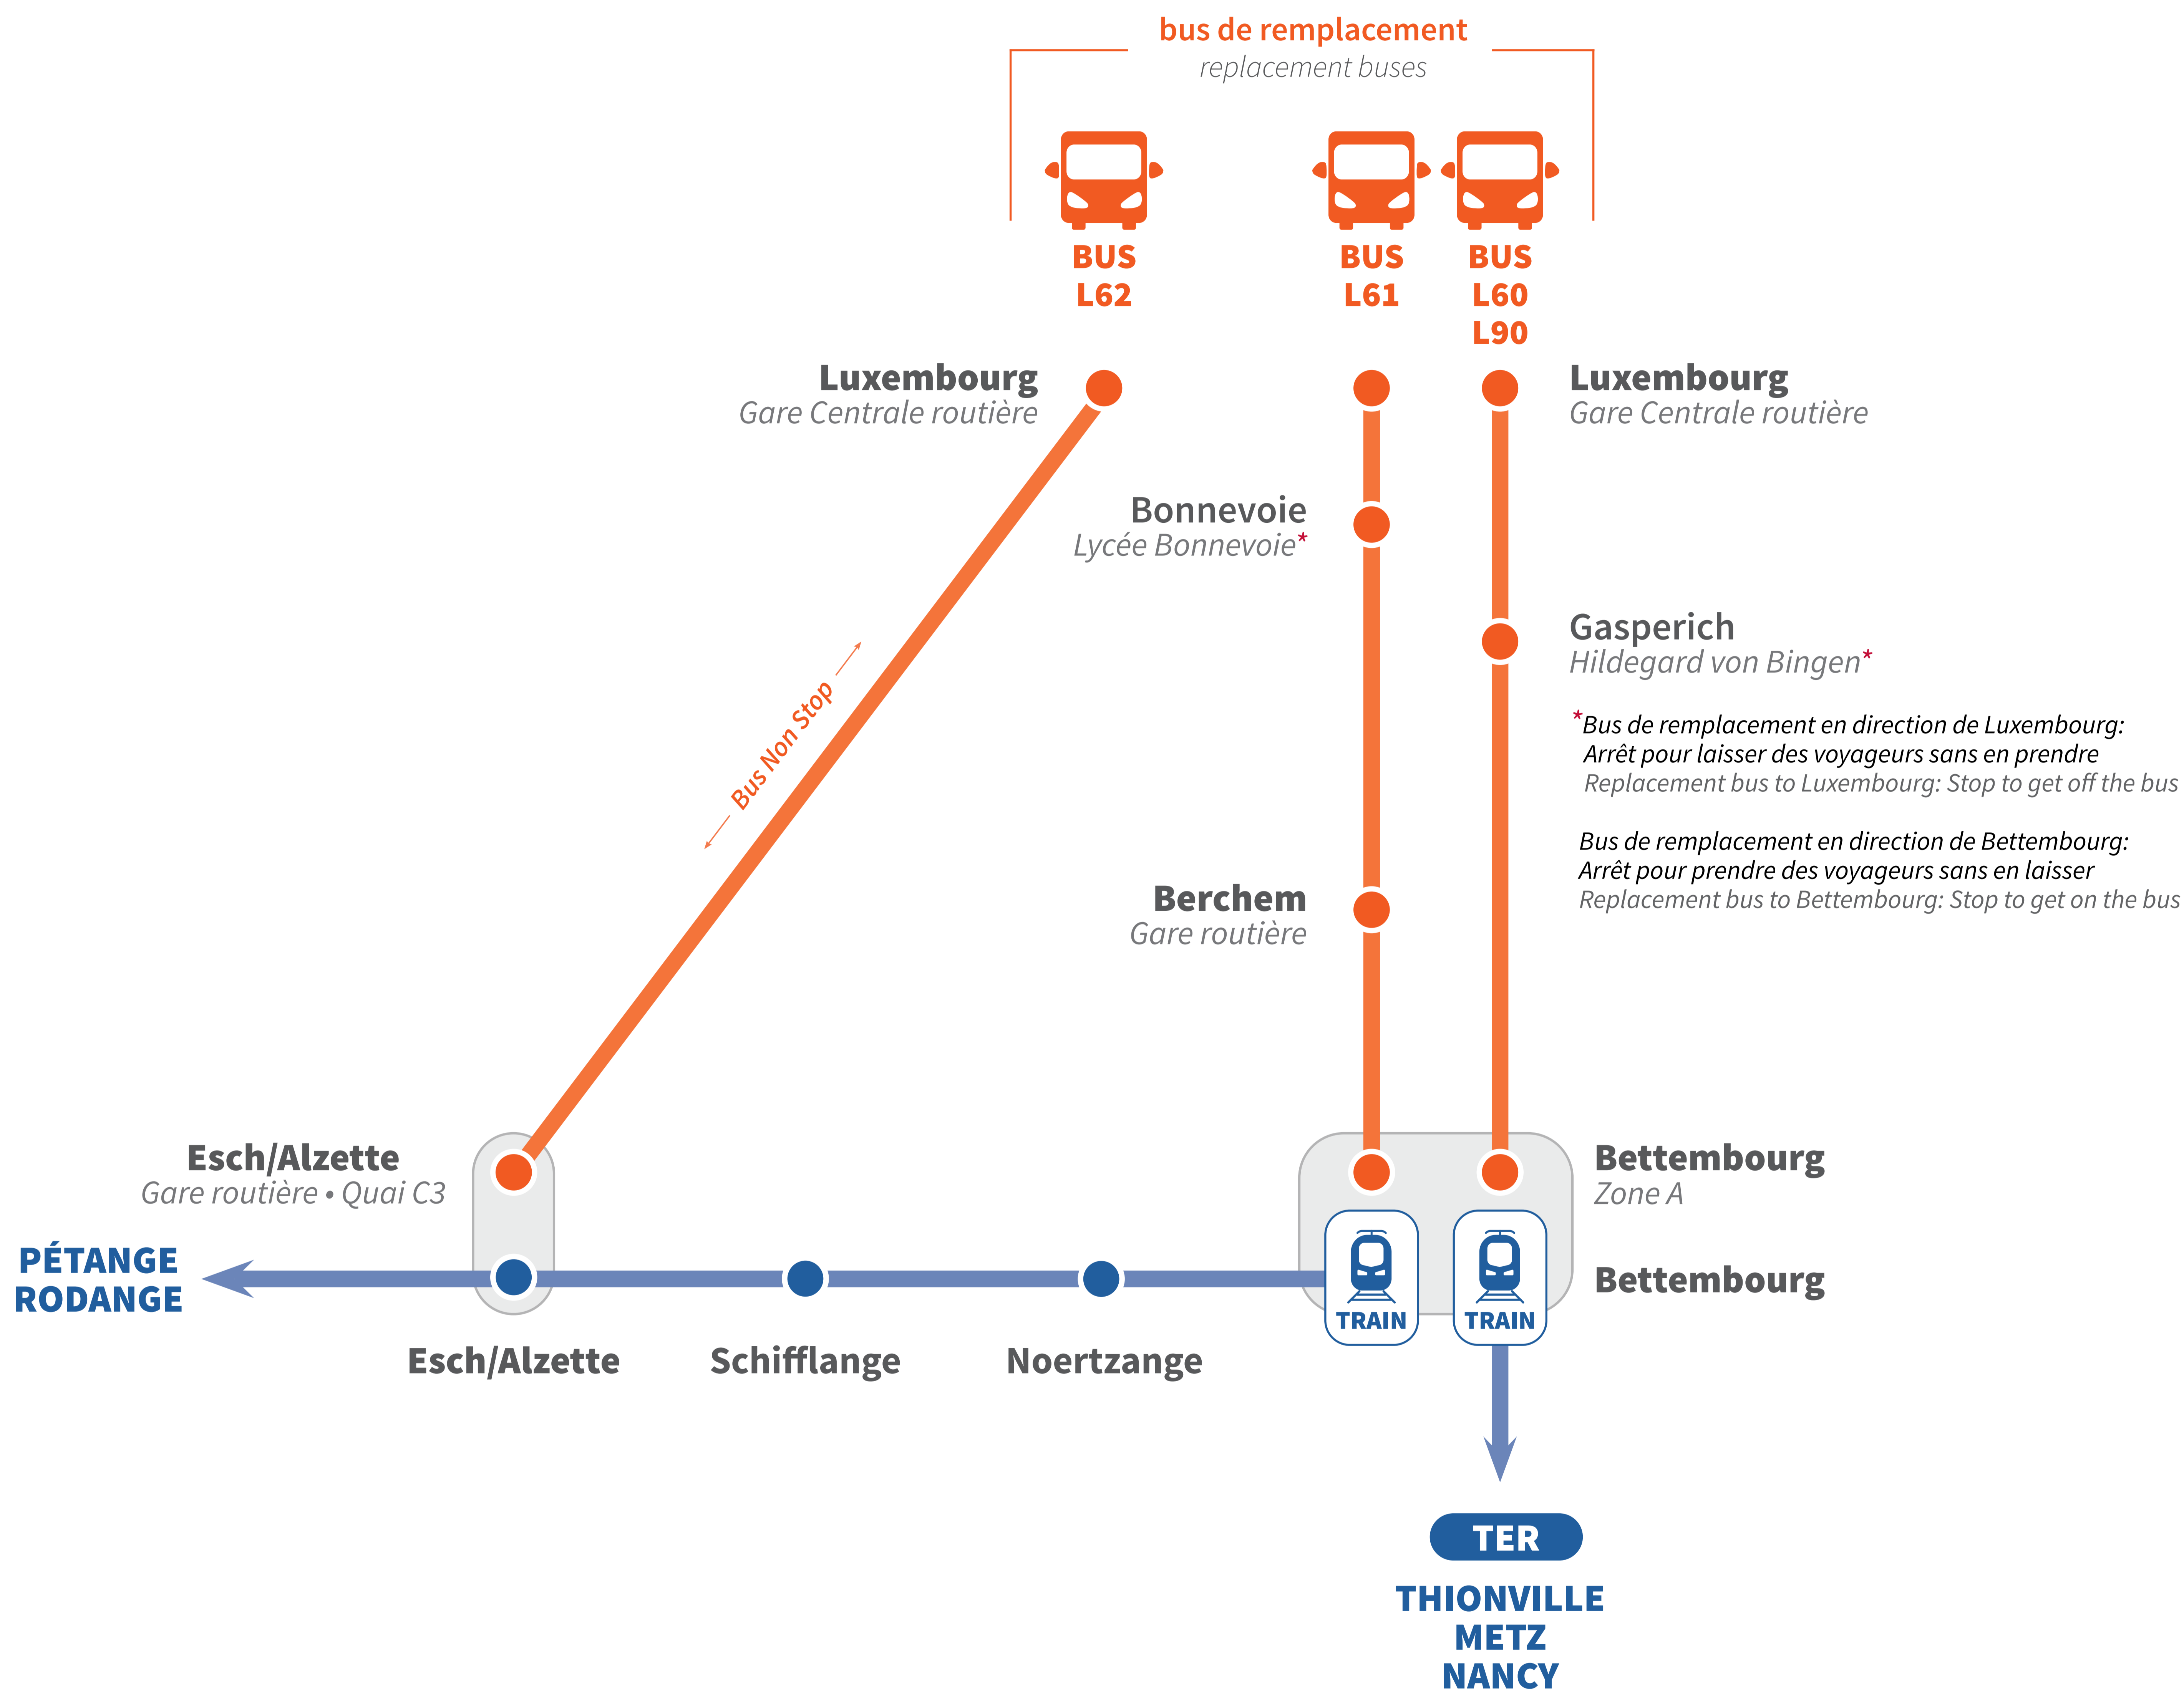 bus de remplacement
replacement buses
BUS
L62
BUS
L61
BUS
L60
L90
Luxembourg
Gare Centrale routière
Luxembourg
Gare Centrale routière
Bonnevoie
Lycée Bonnevoie*
Gasperich
Hildegard von Bingen*
Bus Non Stop
*Bus de remplacement en direction de Luxembourg:
Arrêt pour laisser des voyageurs sans en prendre
Replacement bus to Luxembourg: Stop to get off the bus
Bus de remplacement en direction de Bettembourg:
Arrêt pour prendre des voyageurs sans en laisser
Replacement bus to Bettembourg: Stop to get on the bus
Berchem
Gare routière
Esch/Alzette
Gare routière • Quai C3
Bettembourg
Zone A
PÉTANGE
RODANGE
Bettembourg
TRAIN
TRAIN
Esch/Alzette
Schifflange
Noertzange
TER
THIONVILLE
METZ
NANCY